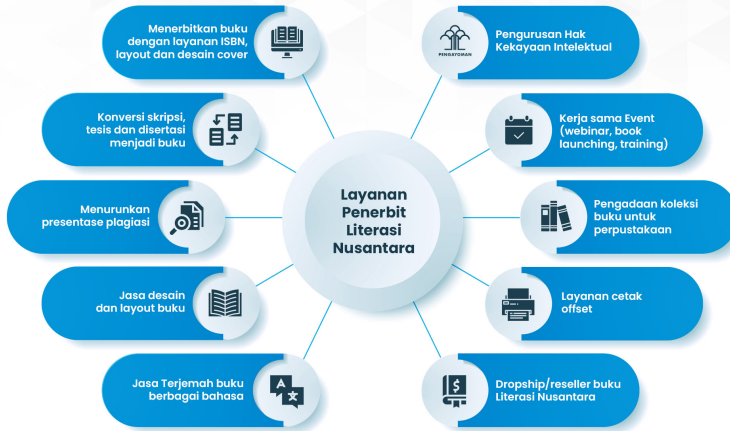 Menerbitkan buku
dengan layanan ISBN,
layout dan desain cover
Konversi skripsi,
tesis dan disertasi
menjadi buku
Menurunkan
presentase plagiasi
Jasa desain
dan layout buku
Jasa Terjemah buku
berbagai bahasa
A
Layanan
Penerbit
Literasi
Nusantara
PENGAYOMAN
Pengurusan Hak
Kekayaan Intelektual
Kerja sama Event
(webinar, book
launching, training)
Pengadaan koleksi
buku untuk
perpustakaan
Layanan cetak
offset
$
Dropship/reseller buku
Literasi Nusantara